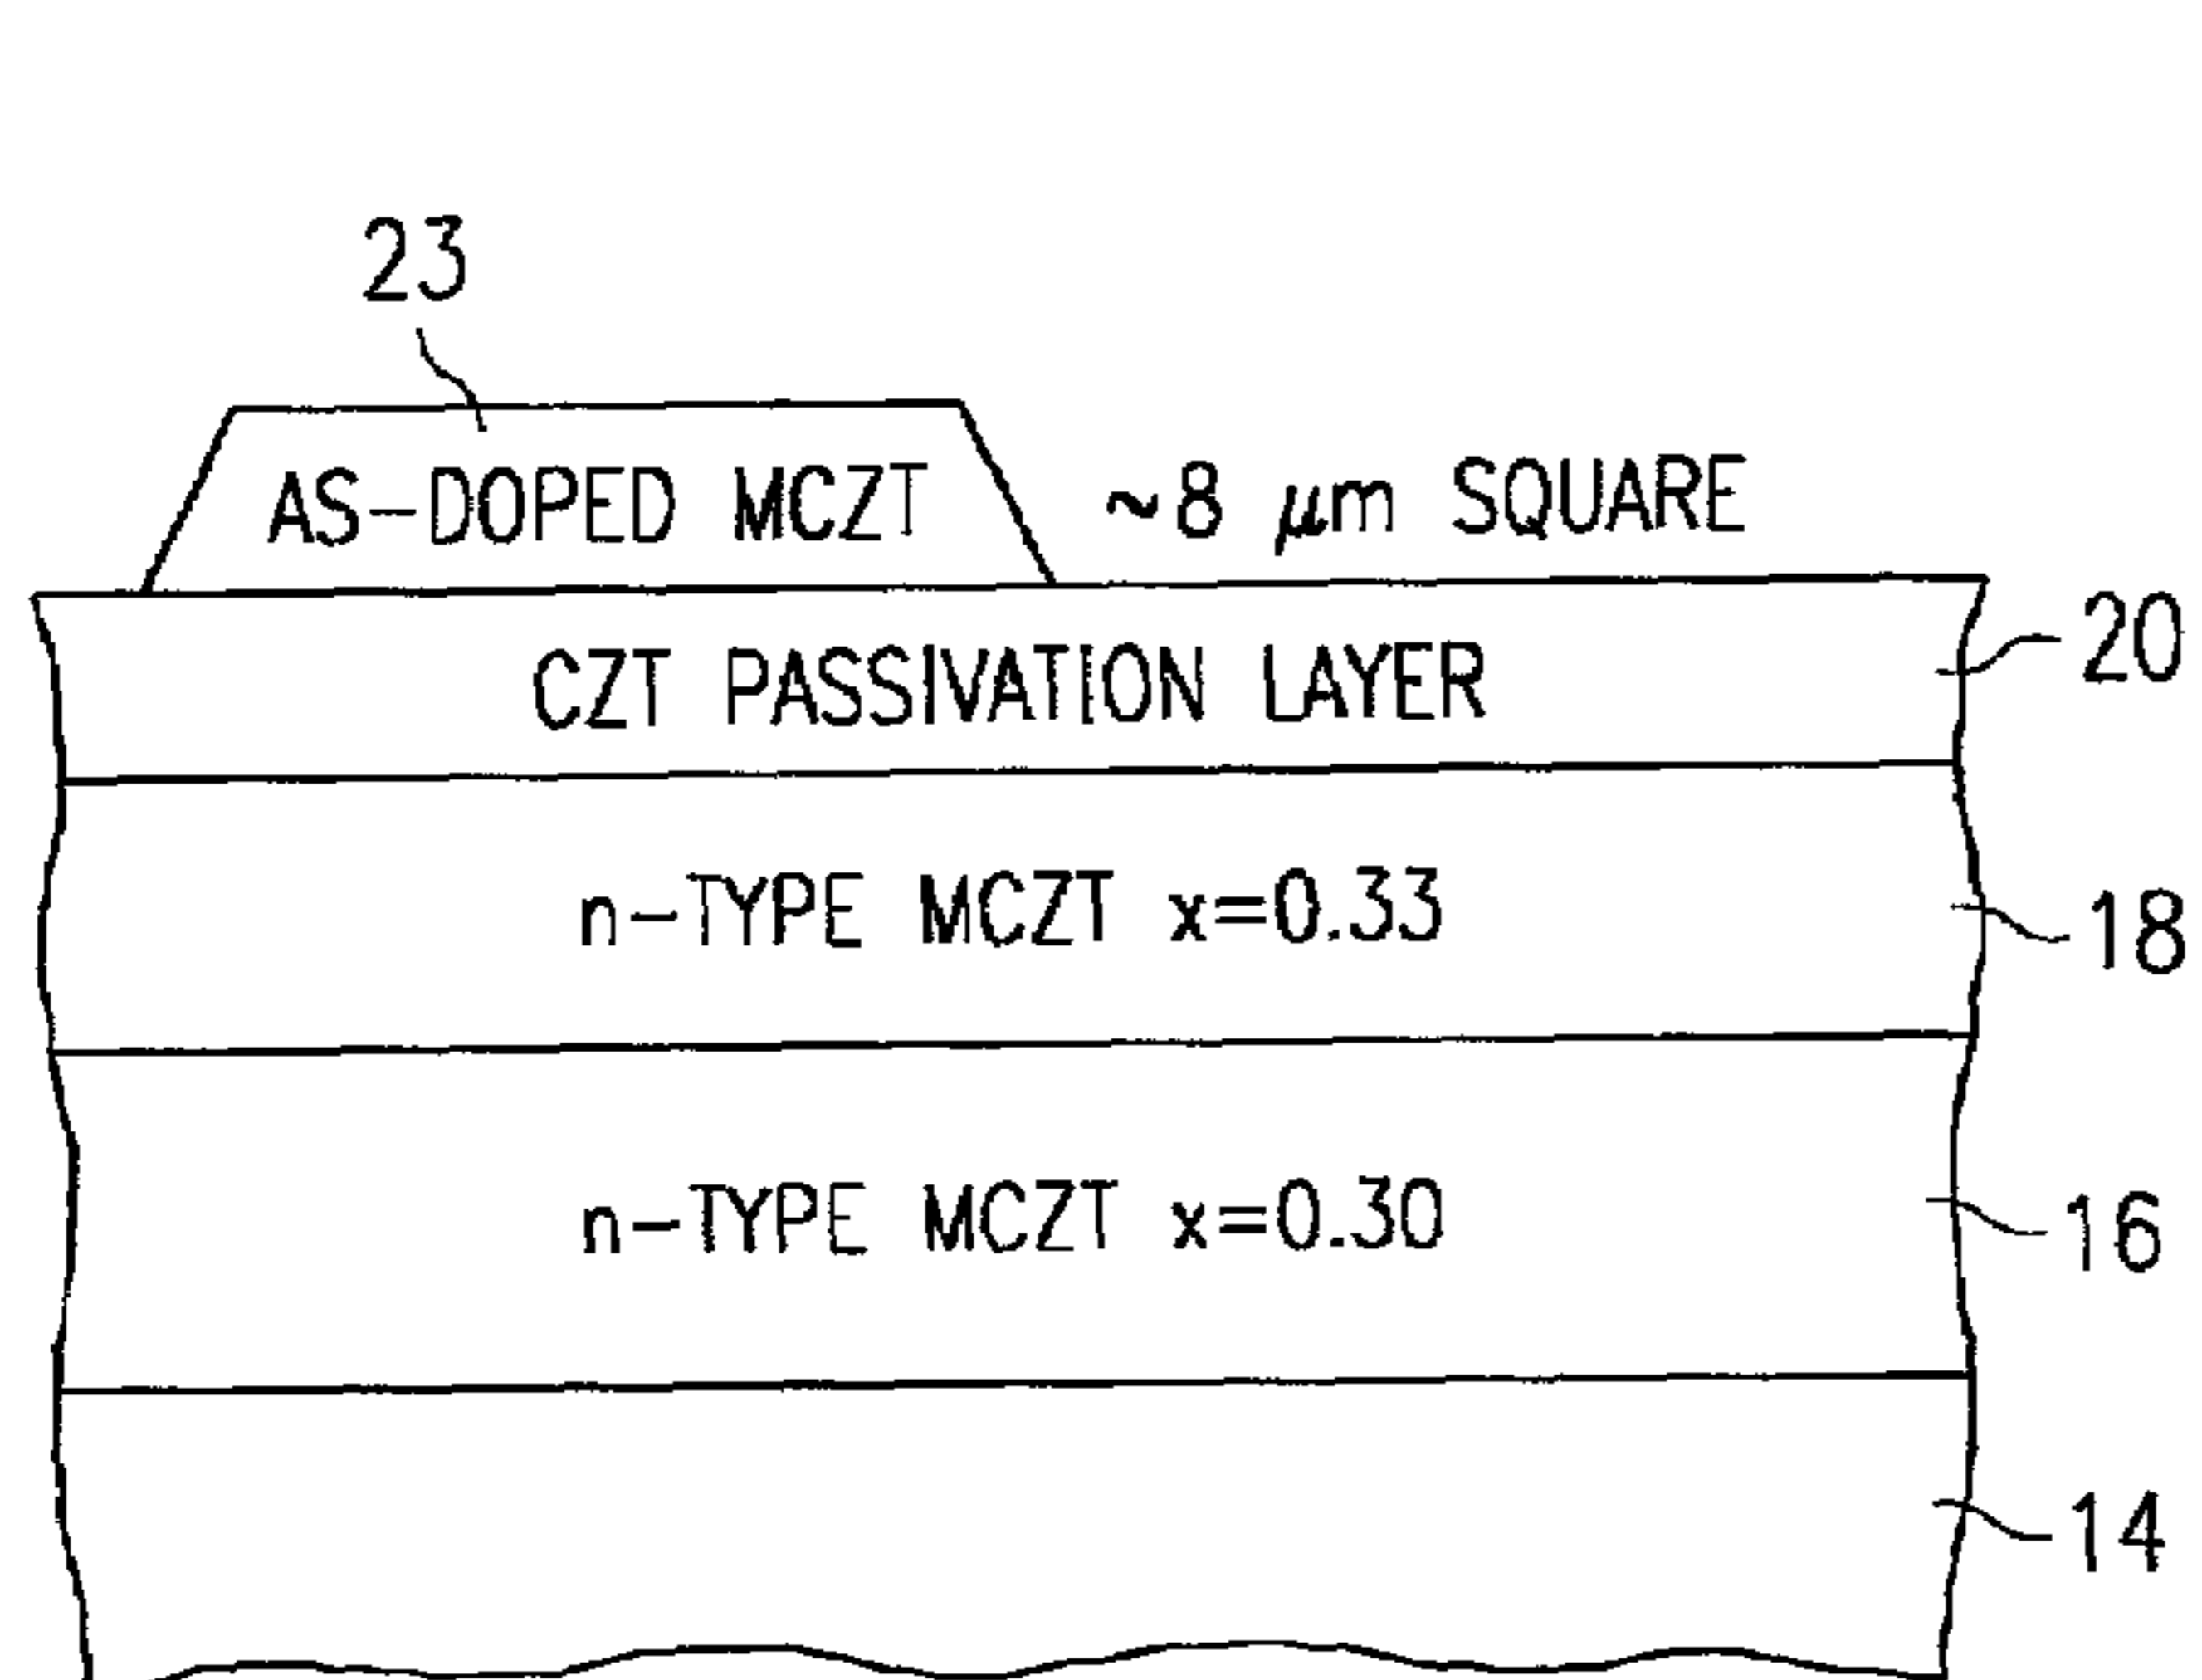 23
AS-DOPED MCZT ~8 µm SQUARE
20
CZT PASSIVATION LAYER
n-TYPE MCZT x=0.33
18
n-TYPE MCZT x=0.30
16
14